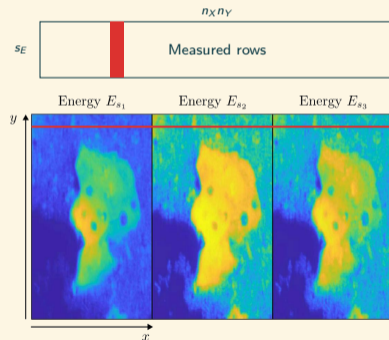 n_X n_Y
s_E Measured rows
Energy E_{s_1} Energy E_{s_2} Energy E_{s_3}
y
x